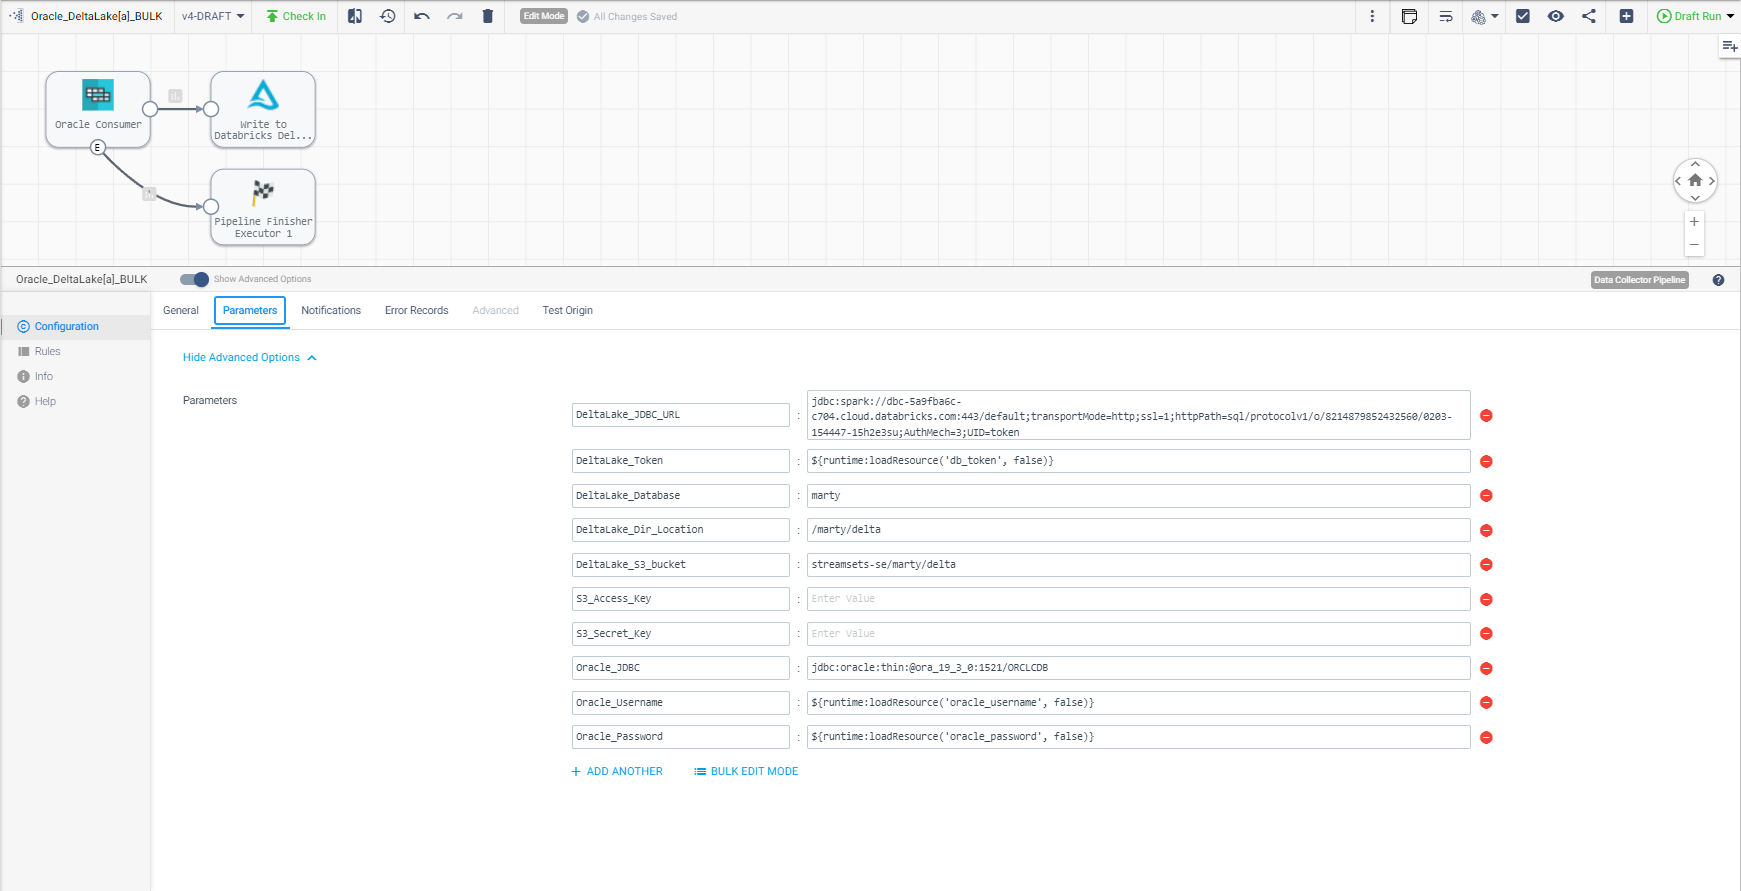 Oracle_DeltaLake[a]_BULK
v4-DRAFT
Check In
Edit Mode
All Changes Saved
Draft Run
Oracle Consumer
Write to
Databricks Del...
E
Pipeline Finisher
Executor 1
Oracle_DeltaLake[a]_BULK
Show Advanced Options
Data Collector Pipeline
Configuration
Rules
Info
Help
General
Parameters
Notifications
Error Records
Advanced
Test Origin
Hide Advanced Options
Parameters
DeltaLake_JDBC_URL
:
jdbc:spark://dbc-5a9fba6c-
c704.cloud.databricks.com:443/default;transportMode=http;ssl=1;httpPath=sql/protocolv1/o/8214879852432560/0203-
154447-15h2e3su;AuthMech=3;UID=token
DeltaLake_Token : ${runtime:loadResource('db_token', false)}
DeltaLake_Database : marty
DeltaLake_Dir_Location : /marty/delta
DeltaLake_S3_bucket : streamsets-se/marty/delta
S3_Access_Key : Enter Value
S3_Secret_Key : Enter Value
Oracle_JDBC : jdbc:oracle:thin:@ora_19_3_0:1521/ORCLCDB
Oracle_Username : ${runtime:loadResource('oracle_username', false)}
Oracle_Password : ${runtime:loadResource('oracle_password', false)}
+ ADD ANOTHER
BULK EDIT MODE